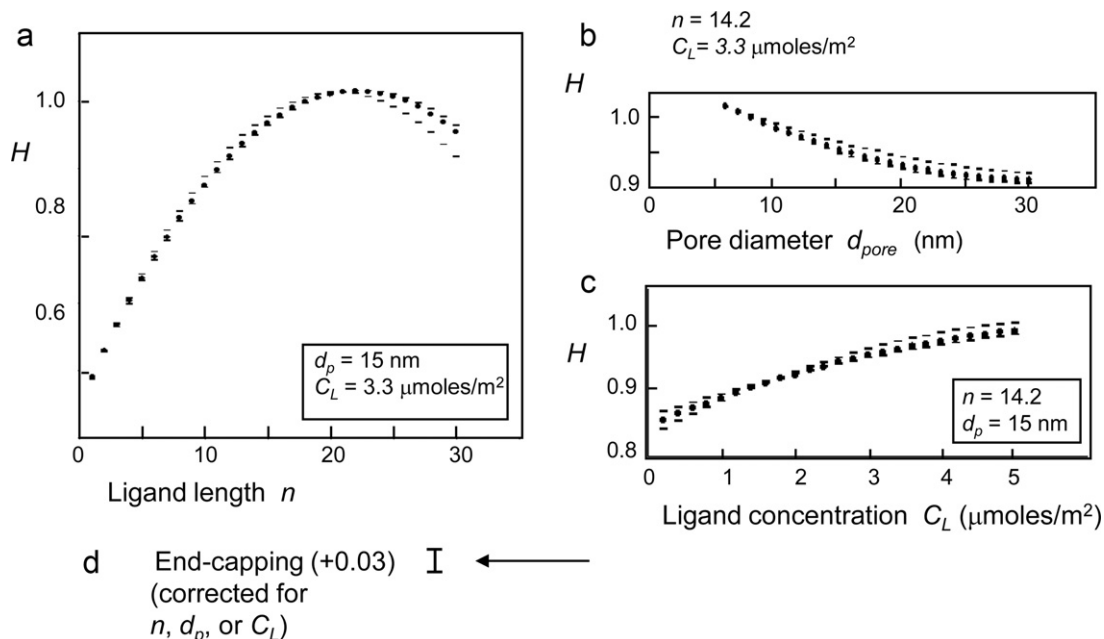 a
1.0
H
0.8
0.6
d_p = 15 nm
C_L = 3.3 μmoles/m²
0 10 20 30
Ligand length n
b
n = 14.2
C_L= 3.3 μmoles/m²
H
1.0
0.9
0 10 20 30
Pore diameter d_pore (nm)
c
1.0
H
0.9
0.8
n = 14.2
d_p = 15 nm
0 1 2 3 4 5
Ligand concentration C_L (μmoles/m²)
d End-capping (+0.03)
(corrected for
n, d_p, or C_L)